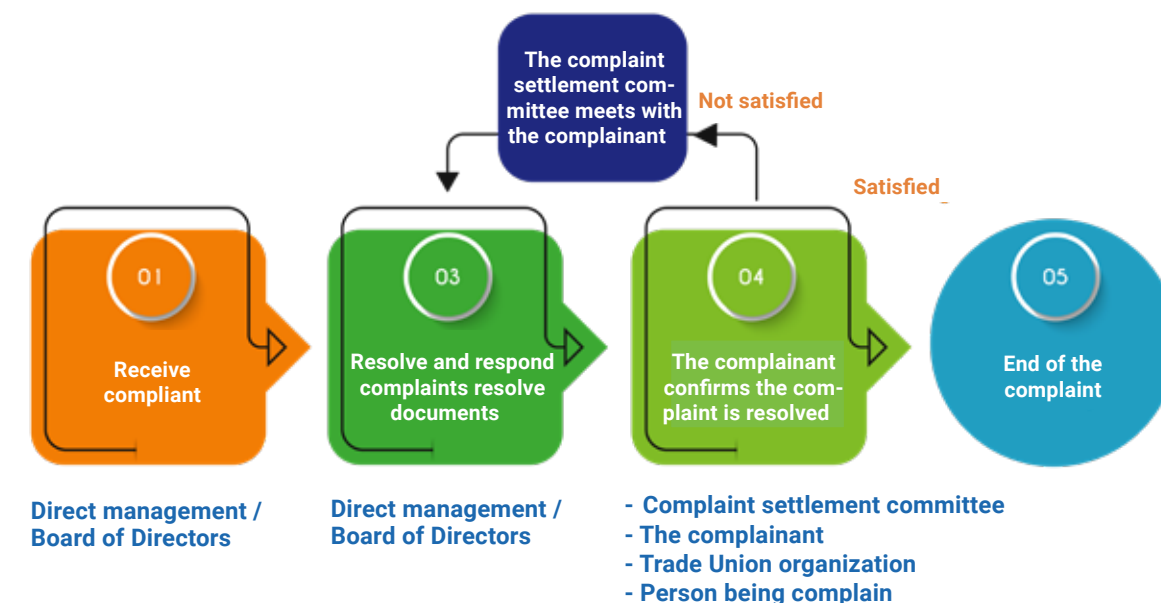 The complaint
settlement com-
mittee meets with
the complainant
Not satisfied
Satisfied
01
Receive
compliant
03
Resolve and respond
complaints resolve
documents
04
The complainant
confirms the com-
plaint is resolved
05
End of the
complaint
Direct management /
Board of Directors
Direct management /
Board of Directors
- Complaint settlement committee
- The complainant
- Trade Union organization
- Person being complain